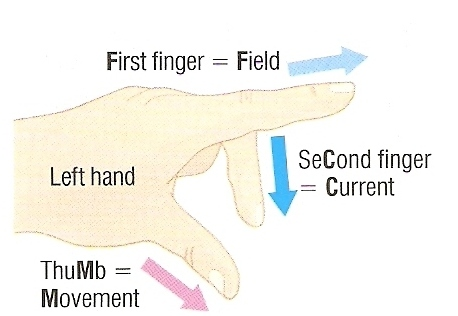 First finger = Field
SeCond finger
= Current
Left hand
ThuMb =
Movement